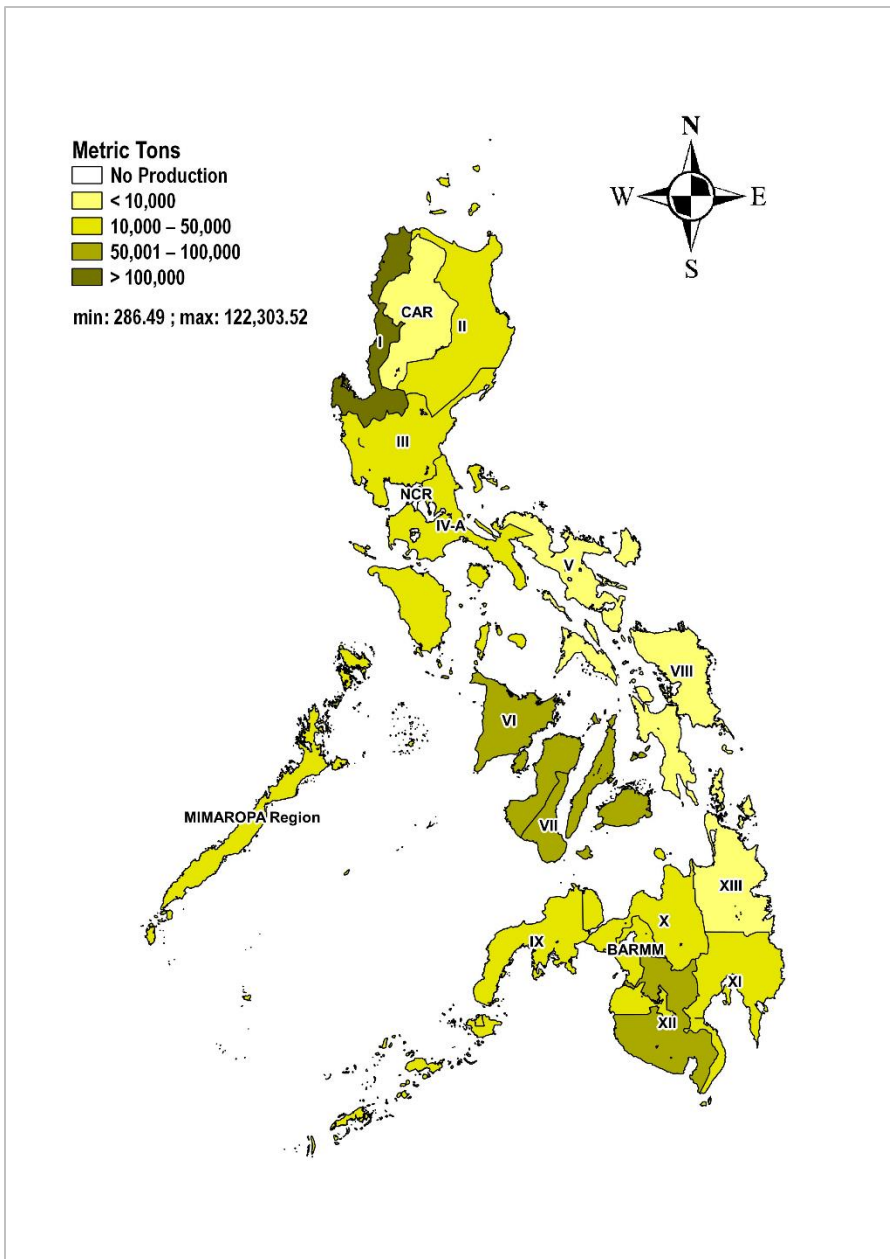 N
W E
S
Metric Tons
No Production
< 10,000
10,000 – 50,000
50,001 – 100,000
> 100,000
min: 286.49 ; max: 122,303.52
CAR
II
I
III
NCR
IV-A
V
VIII
VI
MIMAROPA Region
VII
XIII
X
IX
BARMM
XI
XII